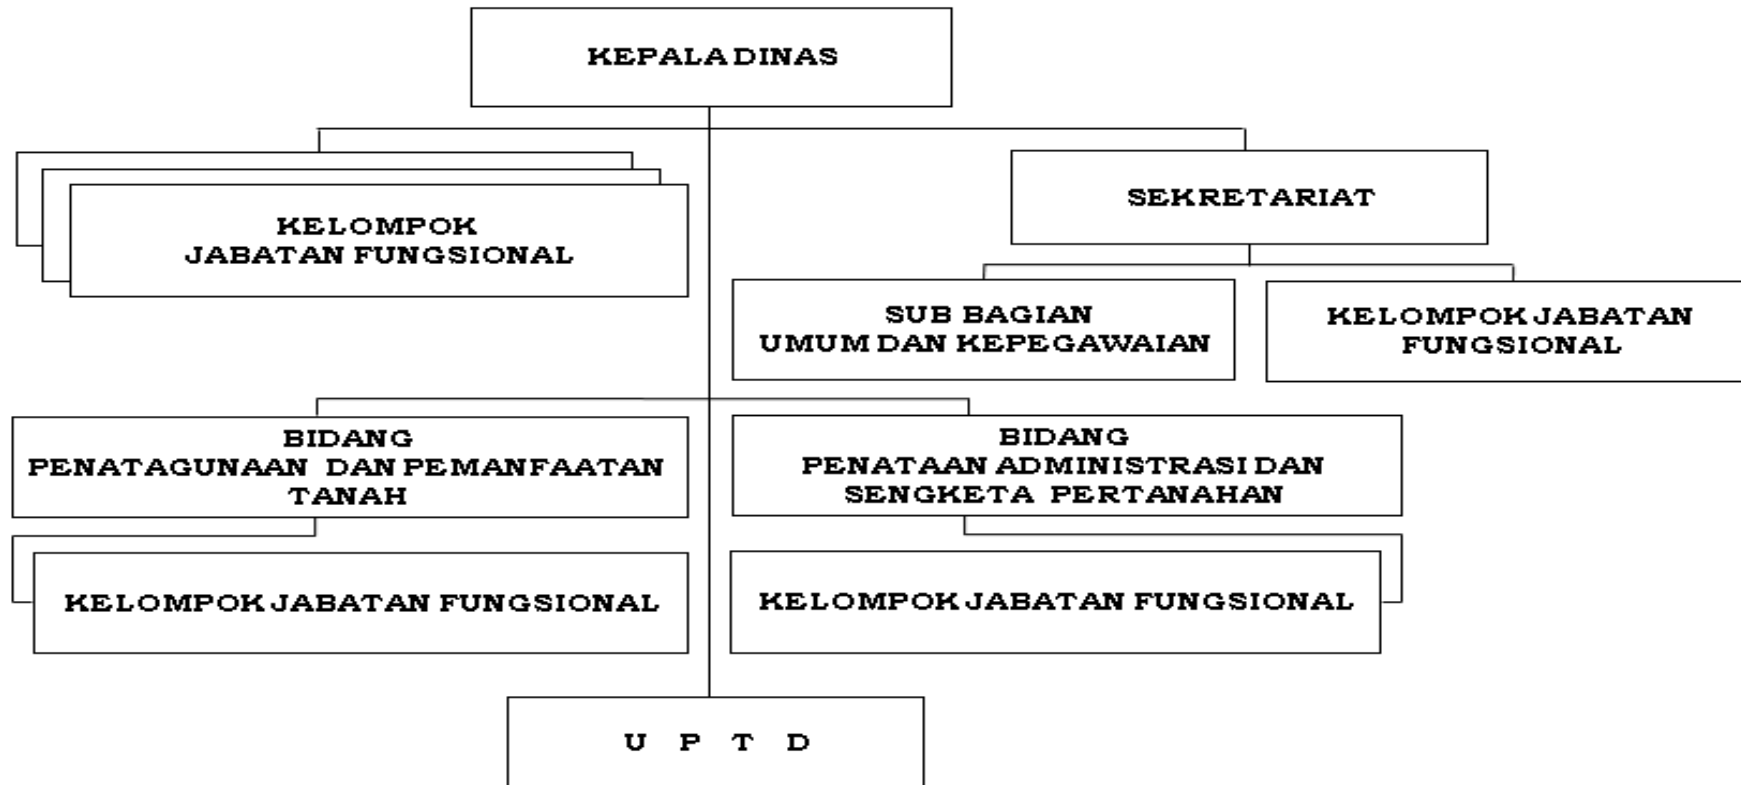 KEPALA DINAS
KELOMPOK
JABATAN FUNGSIONAL
SEKRETARIAT
SUB BAGIAN
UMUM DAN KEPEGAWAIAN
KELOMPOK JABATAN
FUNGSIONAL
BIDANG
PENATAGUNAAN DAN PEMANFAATAN
TANAH
BIDANG
PENATAAN ADMINISTRASI DAN
SENGKETA PERTANAHAN
KELOMPOK JABATAN FUNGSIONAL
KELOMPOK JABATAN FUNGSIONAL
U P T D